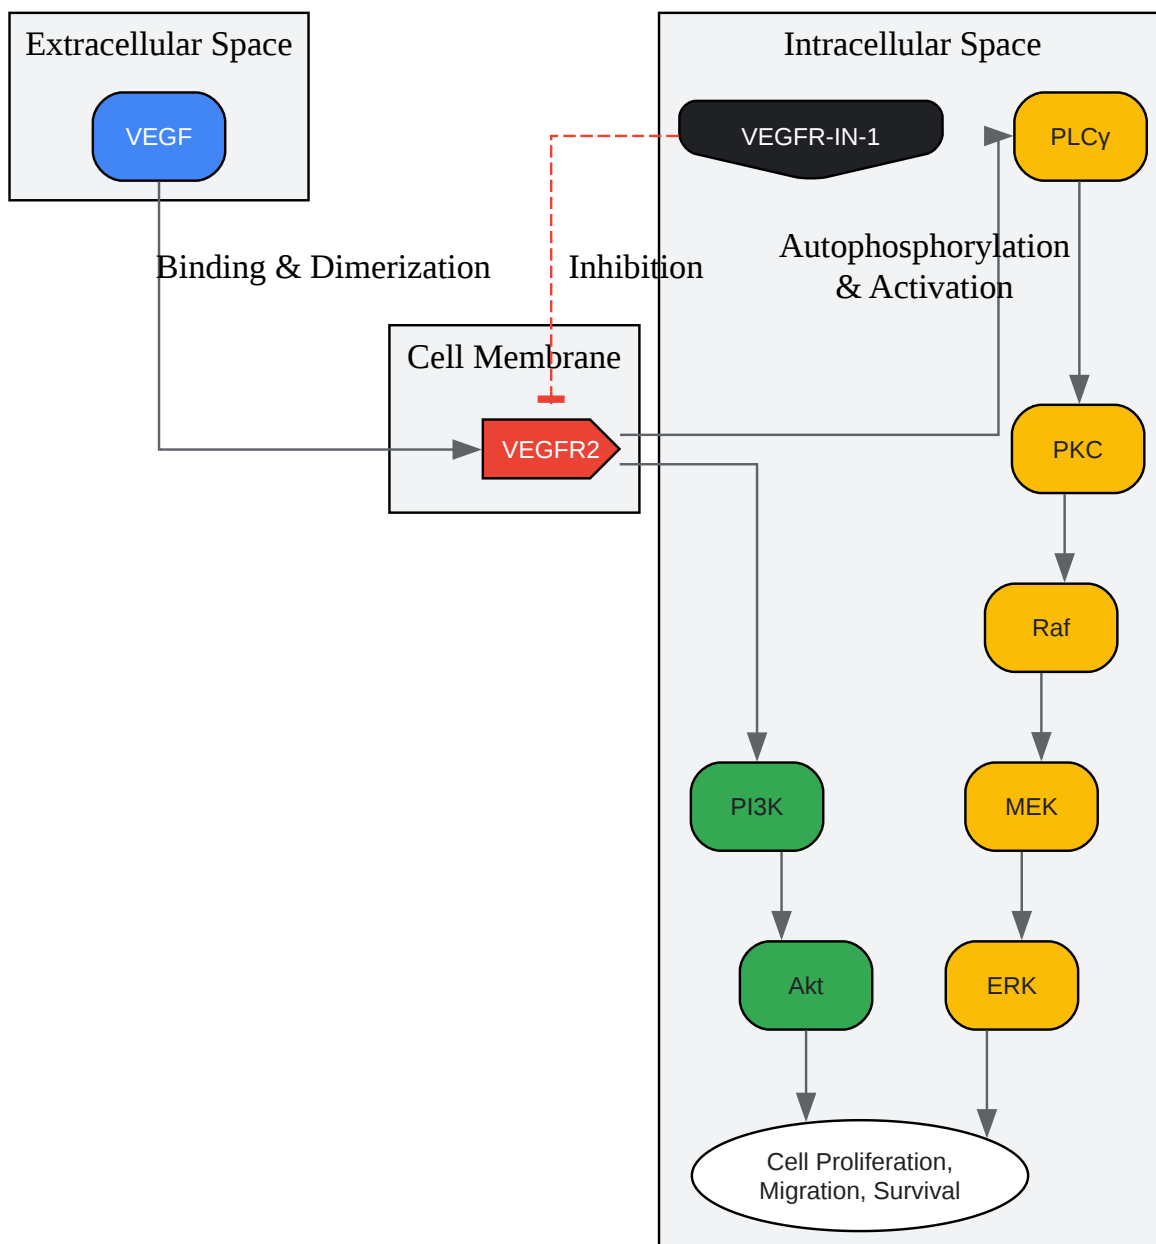 Extracellular Space
Intracellular Space
VEGF
VEGFR-IN-1
PLCγ
Binding & Dimerization
Inhibition
Autophosphorylation
& Activation
Cell Membrane
VEGFR2
PKC
Raf
PI3K
MEK
Akt
ERK
Cell Proliferation,
Migration, Survival